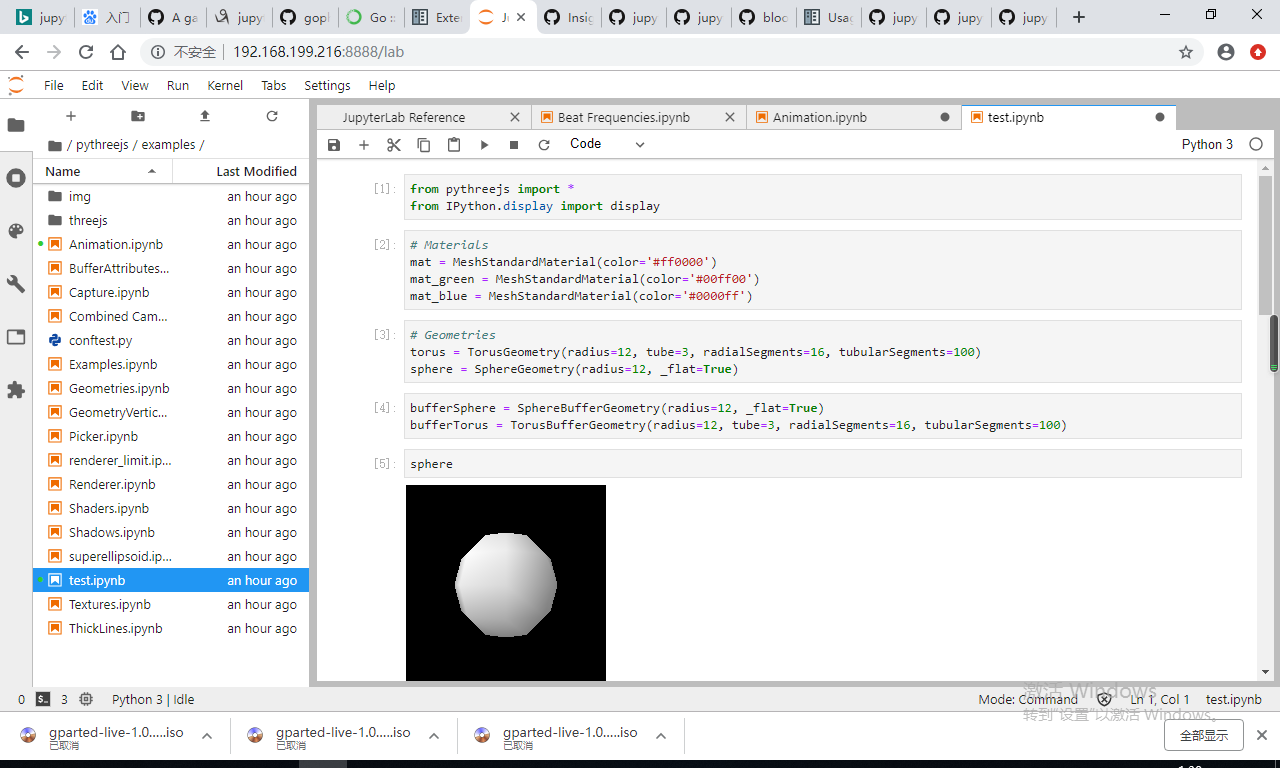 jupy
入门
A ga
jupy
gopl
Go ::
Exte
Ju
Insig
jupy
jupy
bloc
Usag
jupy
jupy
jupy
不安全
192.168.199.216:8888/lab
File Edit View Run Kernel Tabs Settings Help
JupyterLab Reference
Beat Frequencies.ipynb
Animation.ipynb
test.ipynb
Code
Python 3
/ pythreejs / examples /
Name Last Modified
img an hour ago
threejs an hour ago
Animation.ipynb an hour ago
BufferAttributes... an hour ago
Capture.ipynb an hour ago
Combined Cam... an hour ago
conftest.py an hour ago
Examples.ipynb an hour ago
Geometries.ipynb an hour ago
GeometryVertic... an hour ago
Picker.ipynb an hour ago
renderer_limit.ip... an hour ago
Renderer.ipynb an hour ago
Shaders.ipynb an hour ago
Shadows.ipynb an hour ago
superellipsoid.ip... an hour ago
test.ipynb an hour ago
Textures.ipynb an hour ago
ThickLines.ipynb an hour ago
[1]: from pythreejs import *
from IPython.display import display
[2]: # Materials
mat = MeshStandardMaterial(color='#ff0000')
mat_green = MeshStandardMaterial(color='#00ff00')
mat_blue = MeshStandardMaterial(color='#0000ff')
[3]: # Geometries
torus = TorusGeometry(radius=12, tube=3, radialSegments=16, tubularSegments=100)
sphere = SphereGeometry(radius=12, _flat=True)
[4]: bufferSphere = SphereBufferGeometry(radius=12, _flat=True)
bufferTorus = TorusBufferGeometry(radius=12, tube=3, radialSegments=16, tubularSegments=100)
[5]: sphere
0 $_ 3 Python 3 | Idle
Mode: Command Ln 1, Col 1 test.ipynb
激活 Windows
转到"设置"以激活 Windows。
gparted-live-1.0.....iso
已取消
gparted-live-1.0.....iso
已取消
gparted-live-1.0.....iso
已取消
全部显示